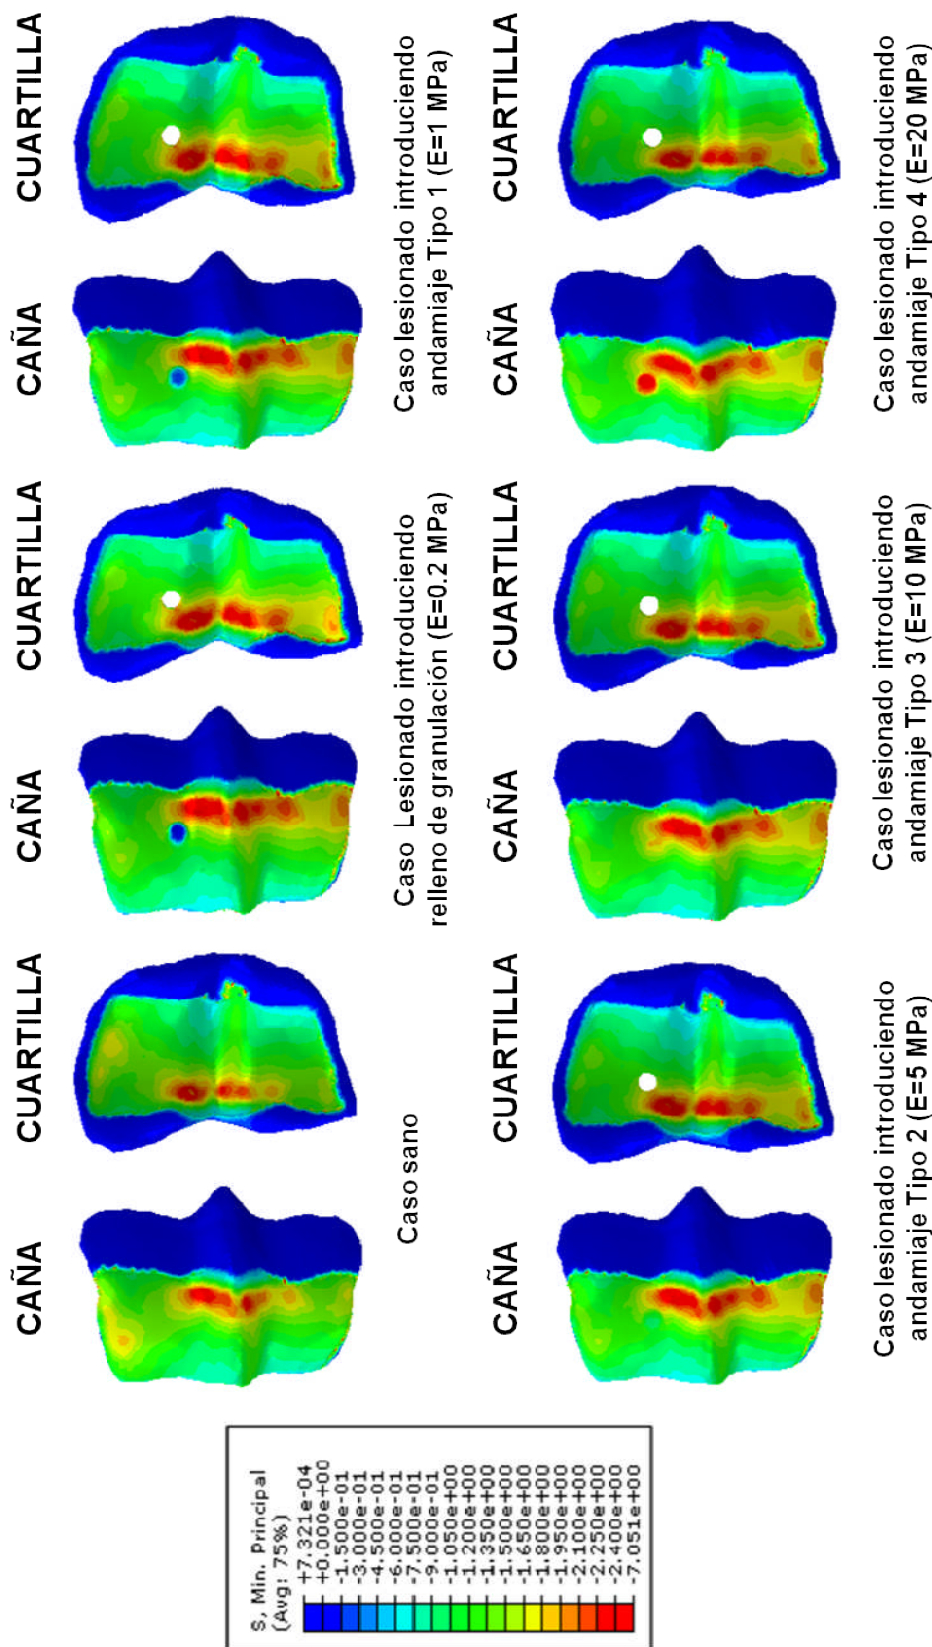 S, Min. Principal
(Avg: 75%)
+7.321e-04
+0.000e+00
-1.500e-01
-3.000e-01
-4.500e-01
-6.000e-01
-7.500e-01
-9.000e-01
-1.050e+00
-1.200e+00
-1.350e+00
-1.500e+00
-1.650e+00
-1.800e+00
-1.950e+00
-2.100e+00
-2.250e+00
-2.400e+00
-7.051e+00
CAÑA
CUARTILLA
CAÑA
CUARTILLA
CAÑA
CUARTILLA
Caso sano
Caso Lesionado introduciendo
relleno de granulación (E=0.2 MPa)
Caso lesionado introduciendo
andamiaje Tipo 1 (E=1 MPa)
CAÑA
CUARTILLA
CAÑA
CUARTILLA
CAÑA
CUARTILLA
Caso lesionado introduciendo
andamiaje Tipo 2 (E=5 MPa)
Caso lesionado introduciendo
andamiaje Tipo 3 (E=10 MPa)
Caso lesionado introduciendo
andamiaje Tipo 4 (E=20 MPa)